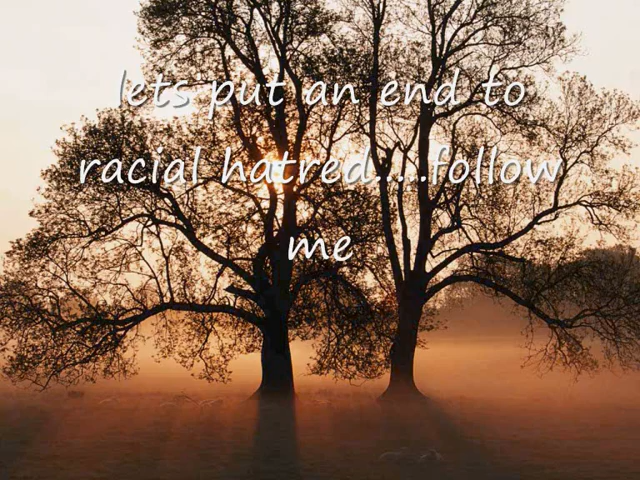 lets put an end to
racial hatred.....follow
me